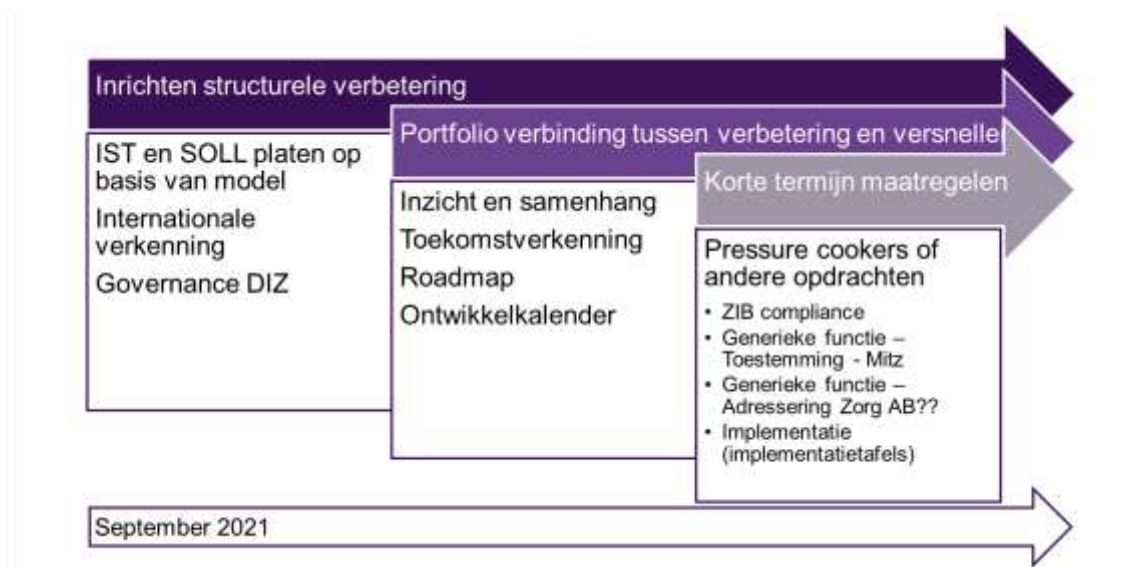 Inrichten structurele verbetering
IST en SOLL platen op
basis van model
Internationale
verkenning
Governance DIZ
Portfolio verbinding tussen verbetering en versnelle
Inzicht en samenhang
Toekomstverkenning
Roadmap
Ontwikkelkalender
Korte termijn maatregelen
Pressure cookers of
andere opdrachten
• ZIB compliance
• Generieke functie –
Toestemming - Mitz
• Generieke functie –
Adressering Zorg AB??
• Implementatie
(implementatietafels)
September 2021